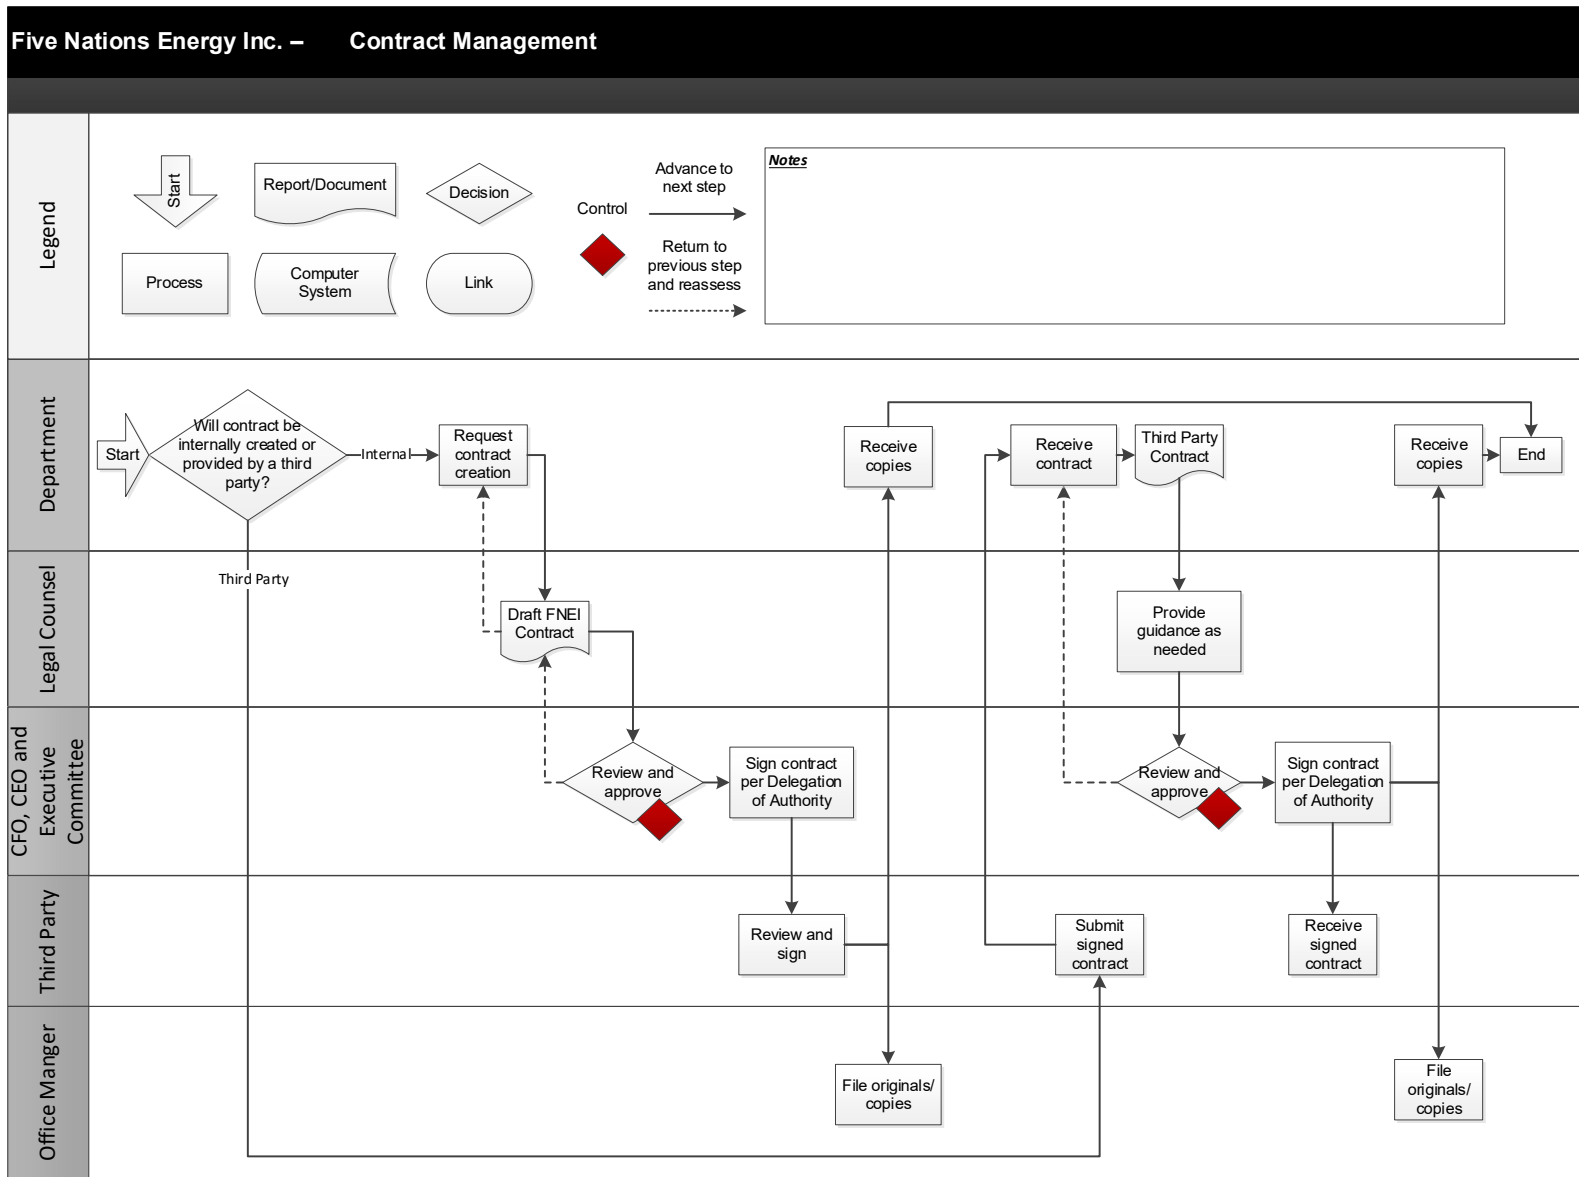 Five Nations Energy Inc. – Contract Management
Legend
Start
Report/Document
Decision
Process
Computer
System
Link
Control
Advance to
next step
Return to
previous step
and reassess
Notes
Department
Start
Will contract be
internally created or
provided by a third
party?
Internal
Request
contract
creation
Receive
copies
Receive
contract
Third Party
Contract
Receive
copies
End
Legal Counsel
Third Party
Draft FNEI
Contract
Provide
guidance as
needed
CFO, CEO and
Executive
Committee
Review and
approve
Sign contract
per Delegation
of Authority
Review and
approve
Sign contract
per Delegation
of Authority
Third Party
Review and
sign
Submit
signed
contract
Receive
signed
contract
Office Manger
File originals/
copies
File
originals/
copies